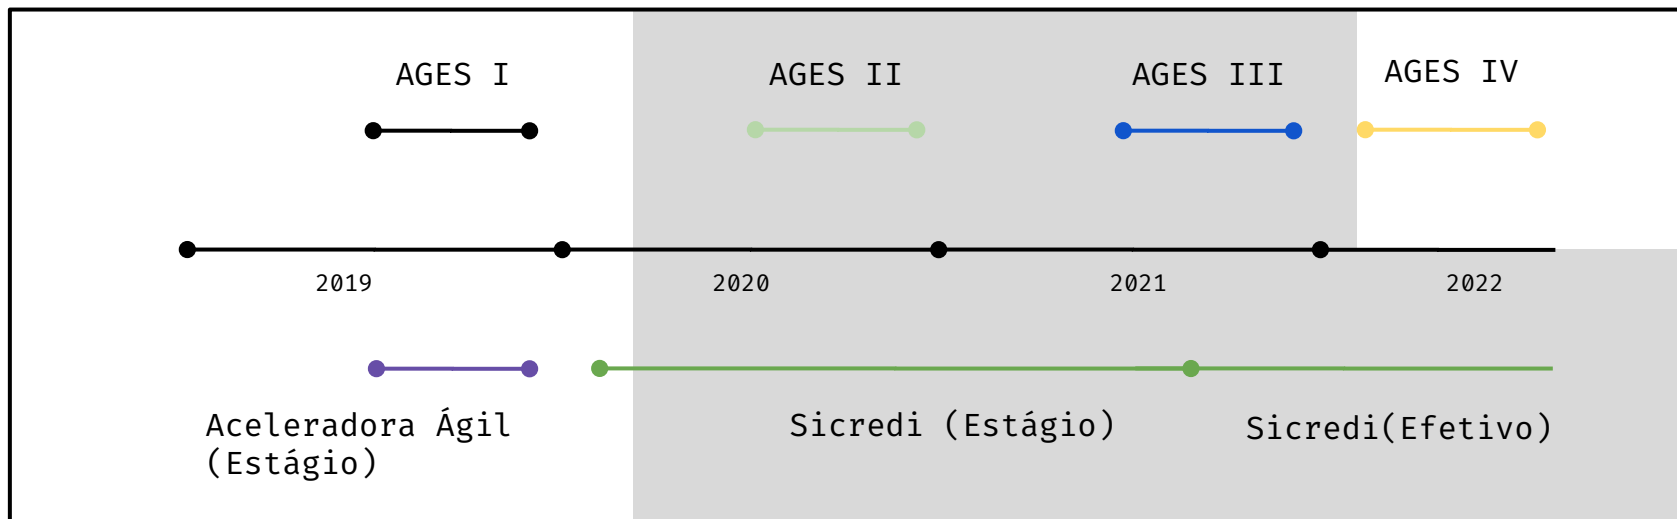 AGES I
AGES II
AGES III
AGES IV
2019
2020
2021
2022
Aceleradora Ágil
(Estágio)
Sicredi (Estágio)
Sicredi(Efetivo)